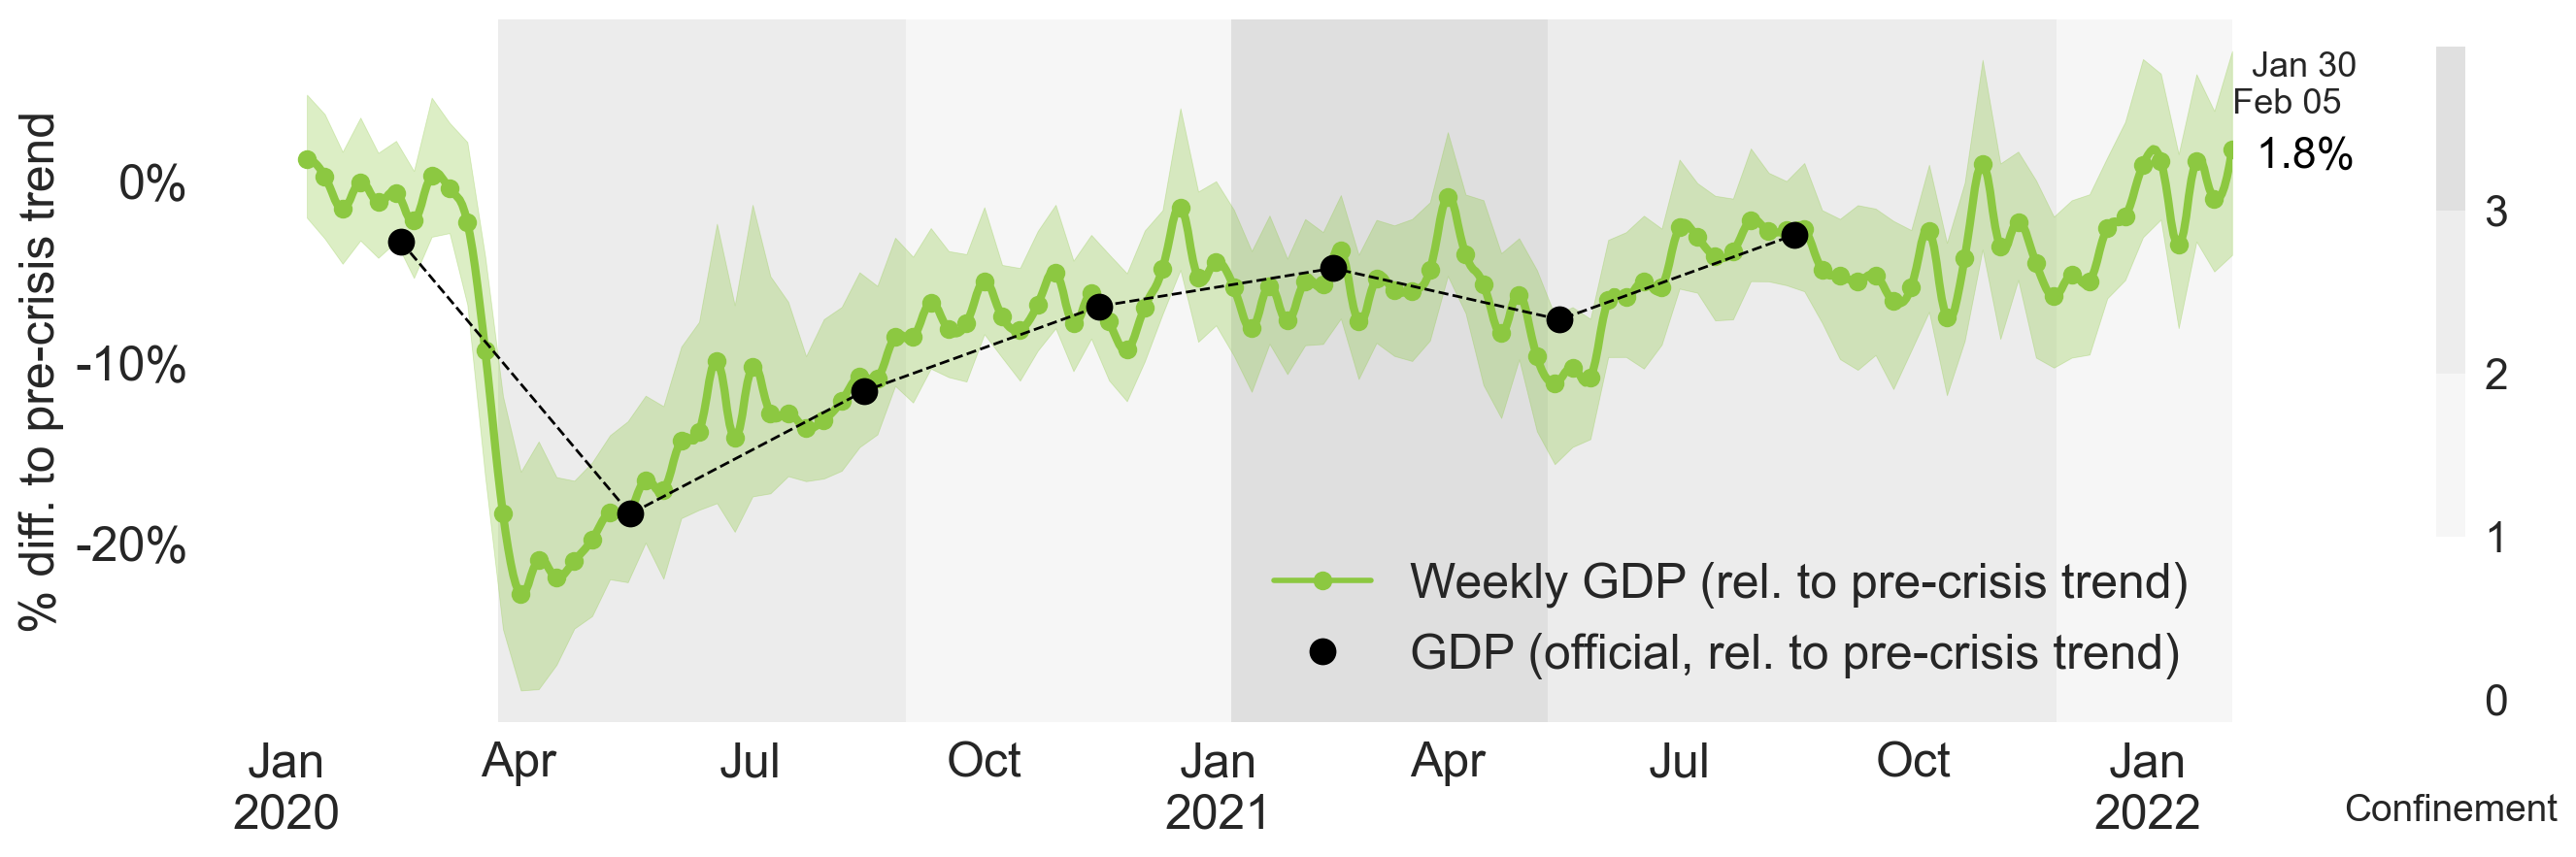 % diff. to pre-crisis trend
0%
-10%
-20%
Jan 30
Feb 05
1.8%
Weekly GDP (rel. to pre-crisis trend)
GDP (official, rel. to pre-crisis trend)
3
2
1
0
Jan
2020
Apr
Jul
Oct
Jan
2021
Apr
Jul
Oct
Jan
2022
Confinement